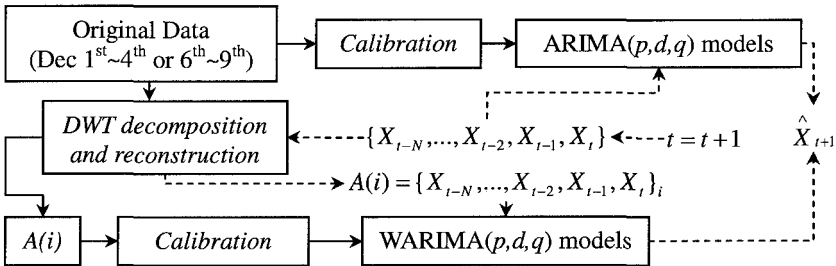 Original Data
(Dec 1st~4th or 6th~9th)
Calibration
ARIMA(p,d,q) models
DWT decomposition
and reconstruction
{X_{t-N},...,X_{t-2},X_{t-1},X_t}
t = t+1
\hat{X}_{t+1}
A(i) = {X_{t-N},...,X_{t-2},X_{t-1},X_t}_i
A(i)
Calibration
WARIMA(p,d,q) models